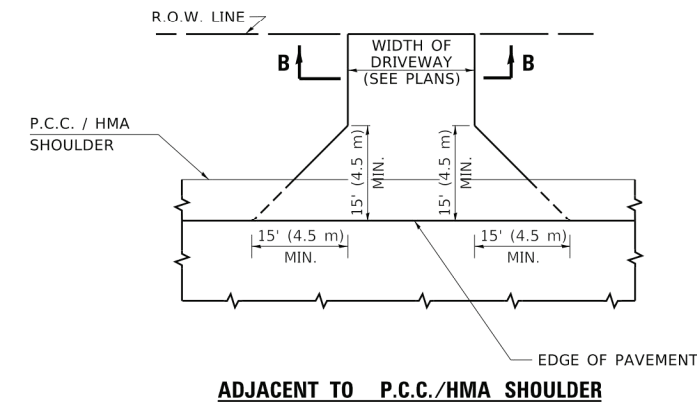 R.O.W. LINE
B
WIDTH OF
DRIVEWAY
(SEE PLANS)
B
P.C.C. / HMA
SHOULDER
15' (4.5 m)
MIN.
15' (4.5 m)
MIN.
15' (4.5 m)
MIN.
15' (4.5 m)
MIN.
EDGE OF PAVEMENT
ADJACENT TO P.C.C./HMA SHOULDER